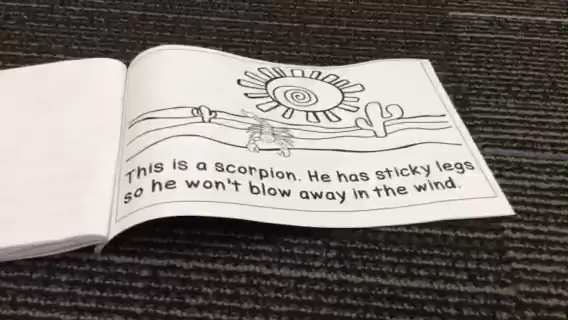 This is a scorpion. He has sticky legs
so he won't blow away in the wind.